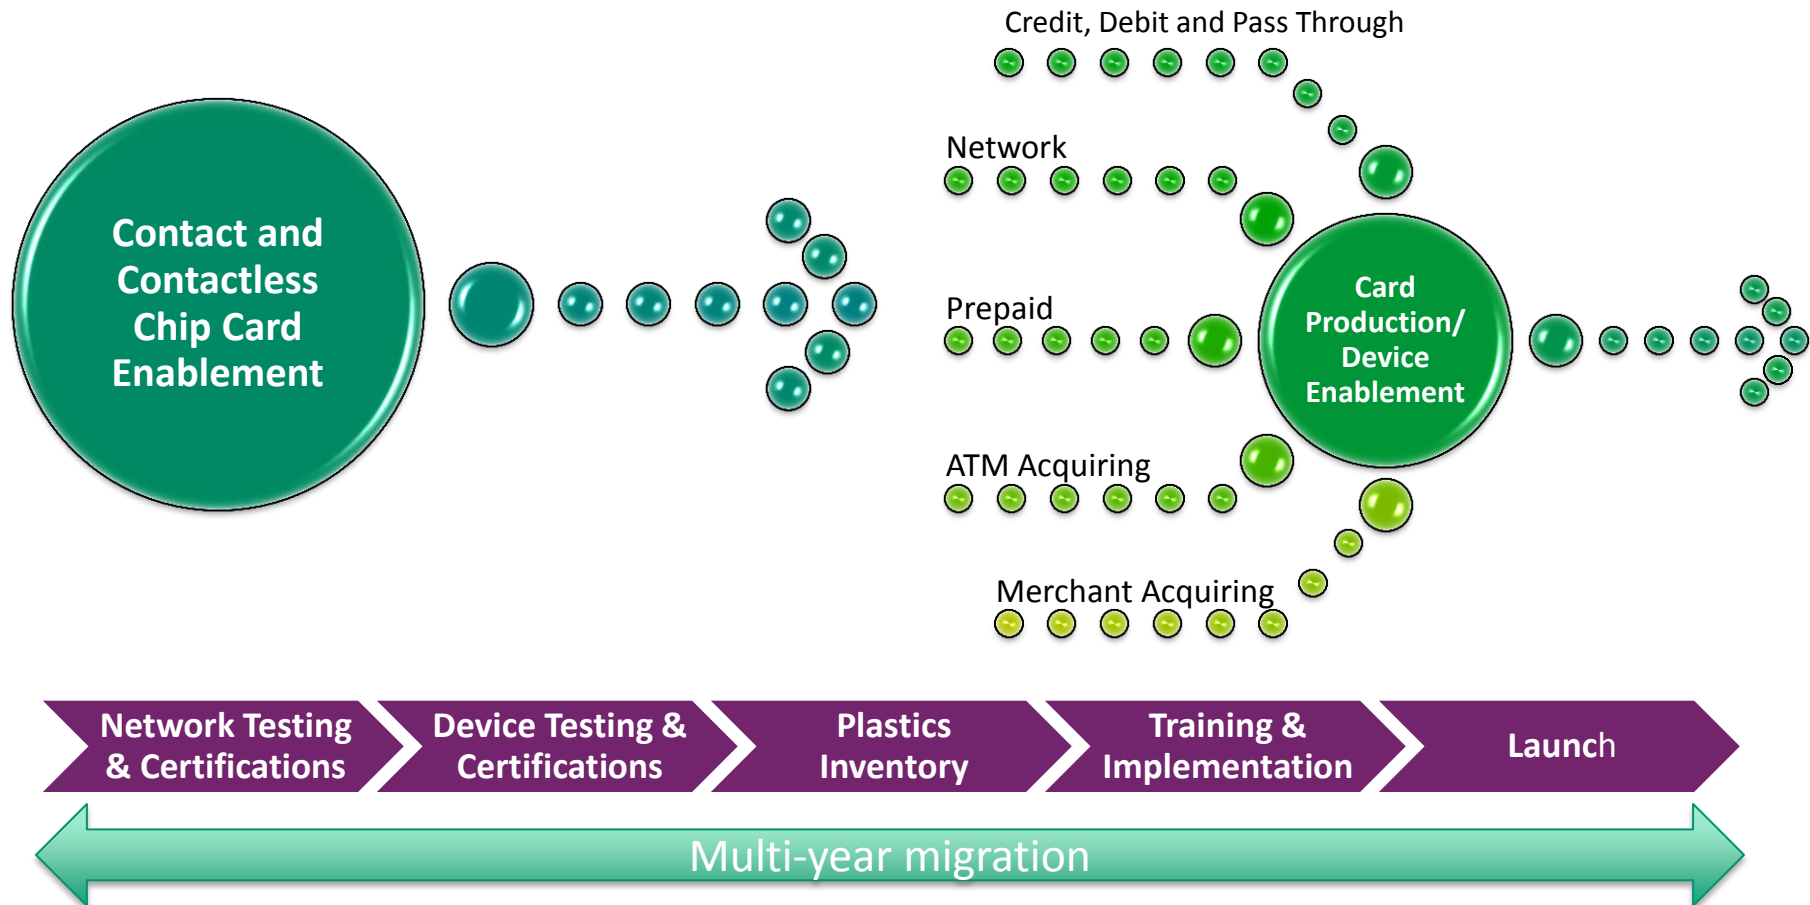 Credit, Debit and Pass Through
Contact and
Contactless
Chip Card
Enablement
Network
Prepaid
ATM Acquiring
Merchant Acquiring
Card
Production/
Device
Enablement
Network Testing
& Certifications
Device Testing &
Certifications
Plastics
Inventory
Training &
Implementation
Launch
Multi-year migration